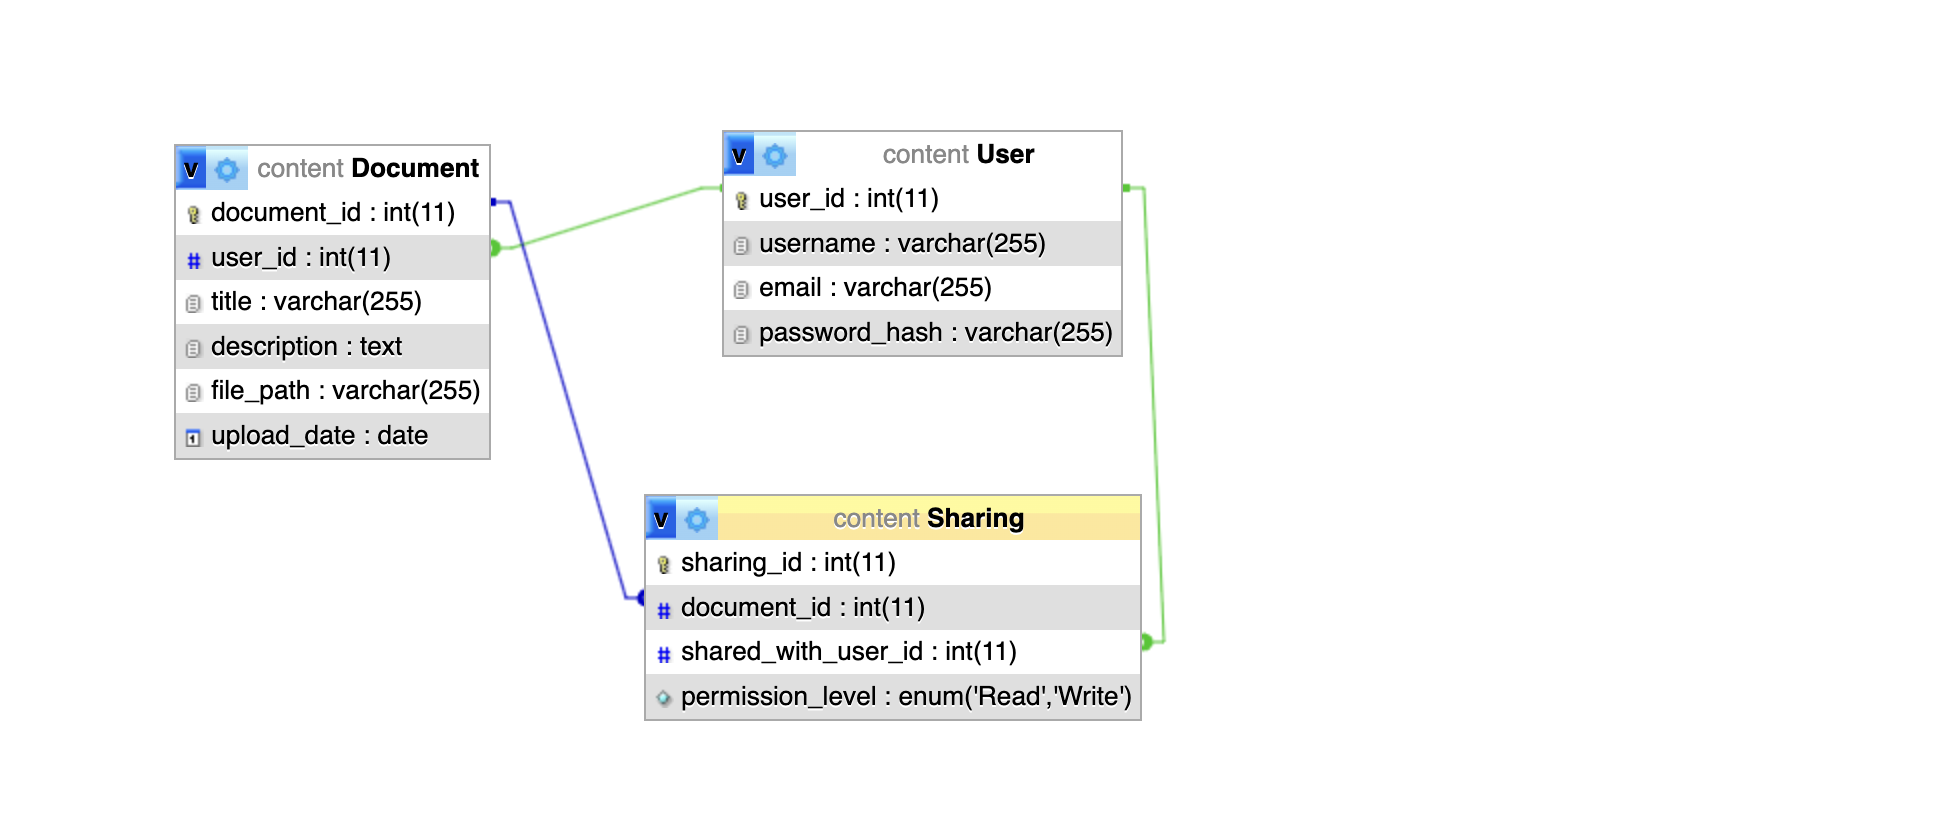 v content Document
document_id : int(11)
# user_id : int(11)
title : varchar(255)
description : text
file_path : varchar(255)
1 upload_date : date
v content User
user_id : int(11)
username : varchar(255)
email : varchar(255)
password_hash : varchar(255)
v content Sharing
sharing_id : int(11)
# document_id : int(11)
# shared_with_user_id : int(11)
permission_level : enum('Read','Write')